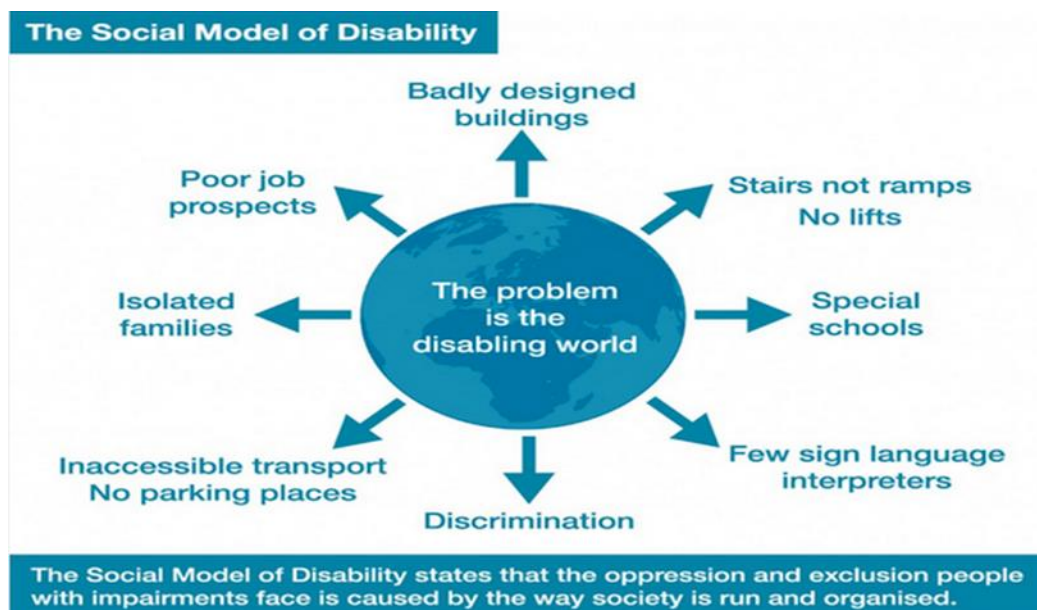 The Social Model of Disability
Badly designed
buildings
Poor job
prospects
Stairs not ramps
No lifts
Isolated
families
The problem
is the
disabling world
Special
schools
Inaccessible transport
No parking places
Few sign language
interpreters
Discrimination
The Social Model of Disability states that the oppression and exclusion people
with impairments face is caused by the way society is run and organised.